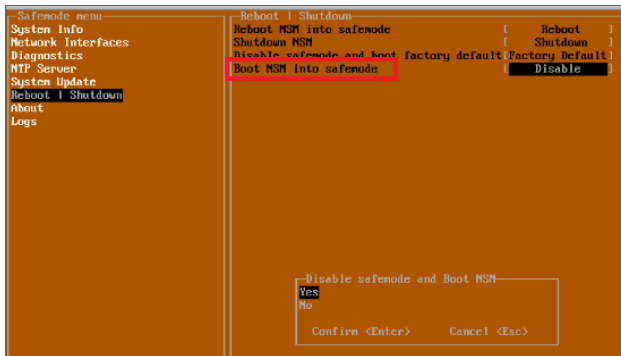 Safemode menu
System Info
Network Interfaces
Diagnostics
NTP Server
System Update
Reboot | Shutdown
About
Logs
Reboot | Shutdown
Reboot NSM into safemode [ Reboot ]
Shutdown NSM [ Shutdown ]
Disable safemode and boot factory default[Factory Default]
Boot NSM into safemode [ Disable ]
Disable safemode and Boot NSM
Yes
No
Confirm <Enter> Cancel <Esc>